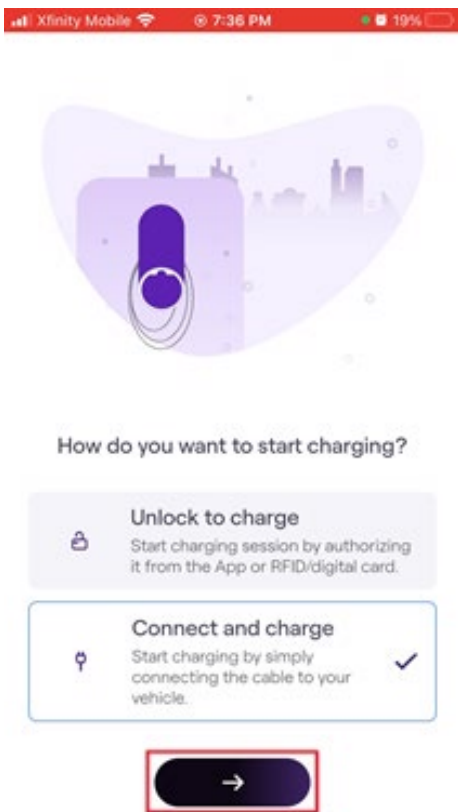 Xfinity Mobile 7:36 PM 19%
How do you want to start charging?
Unlock to charge
Start charging session by authorizing
it from the App or RFID/digital card.
Connect and charge
Start charging by simply
connecting the cable to your
vehicle.